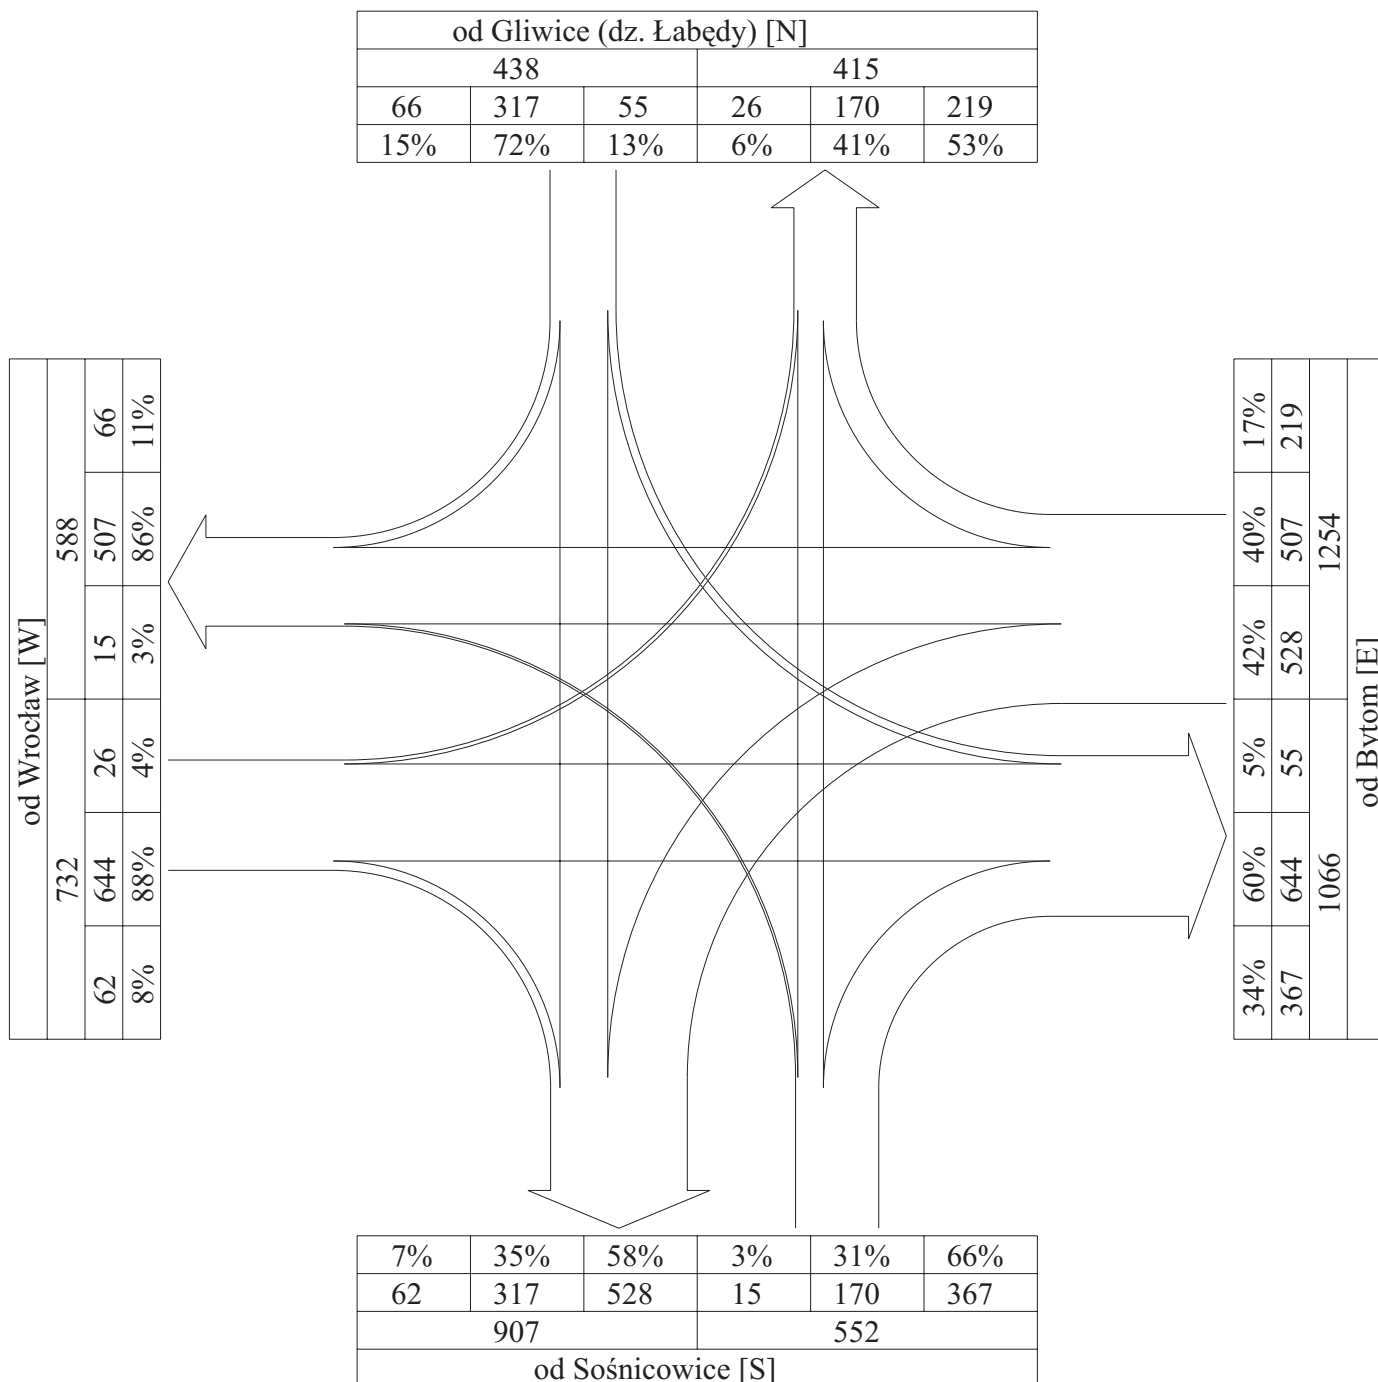 od Gliwice (dz. Łabędy) [N]
438 415
66 317 55 26 170 219
15% 72% 13% 6% 41% 53%
od Wrocław [W]
588 732
66 507 15 26 644 62
11% 86% 3% 4% 88% 8%
17% 40% 42% 5% 60% 34%
219 507 528 55 644 367
1254 1066
od Bytom [E]
7% 35% 58% 3% 31% 66%
62 317 528 15 170 367
907 552
od Sośnicowice [S]